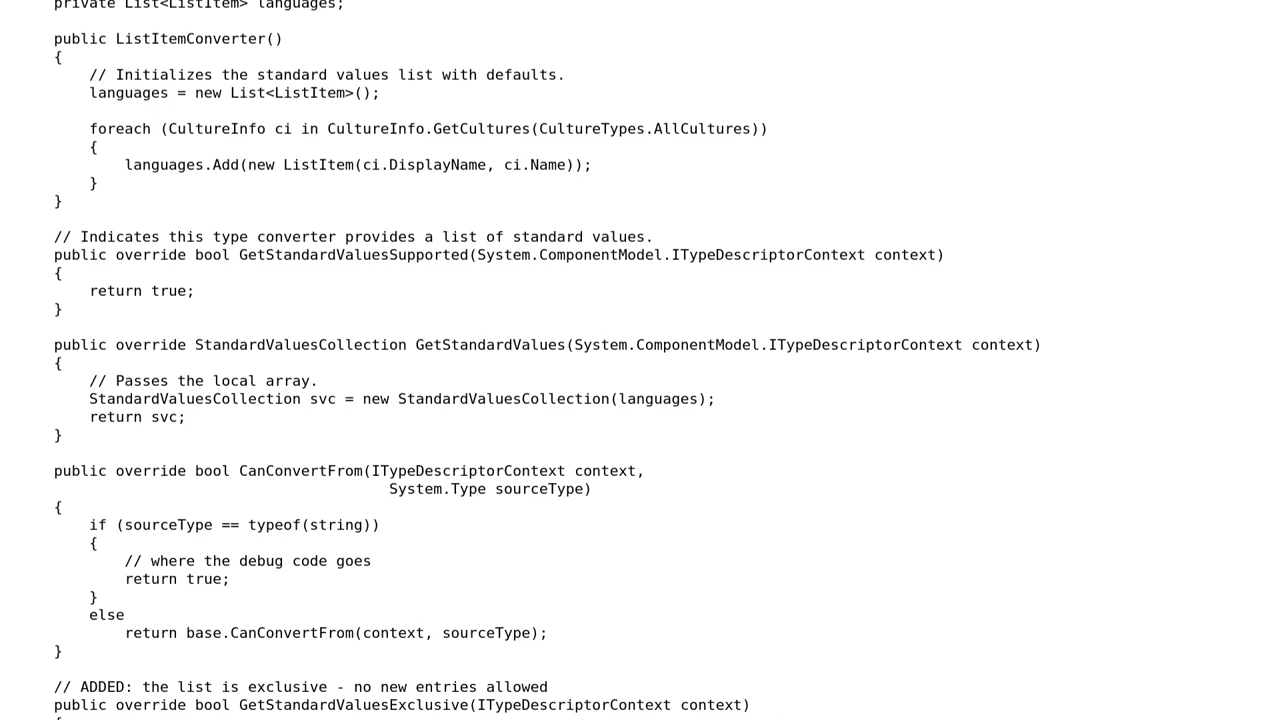 private List<ListItem> languages;
public ListItemConverter()
{
// Initializes the standard values list with defaults.
languages = new List<ListItem>();
foreach (CultureInfo ci in CultureInfo.GetCultures(CultureTypes.AllCultures))
{
languages.Add(new ListItem(ci.DisplayName, ci.Name));
}
}
// Indicates this type converter provides a list of standard values.
public override bool GetStandardValuesSupported(System.ComponentModel.ITypeDescriptorContext context)
{
return true;
}
public override StandardValuesCollection GetStandardValues(System.ComponentModel.ITypeDescriptorContext context)
{
// Passes the local array.
StandardValuesCollection svc = new StandardValuesCollection(languages);
return svc;
}
public override bool CanConvertFrom(ITypeDescriptorContext context,
System.Type sourceType)
{
if (sourceType == typeof(string))
{
// where the debug code goes
return true;
}
else
return base.CanConvertFrom(context, sourceType);
}
// ADDED: the list is exclusive - no new entries allowed
public override bool GetStandardValuesExclusive(ITypeDescriptorContext context)
{